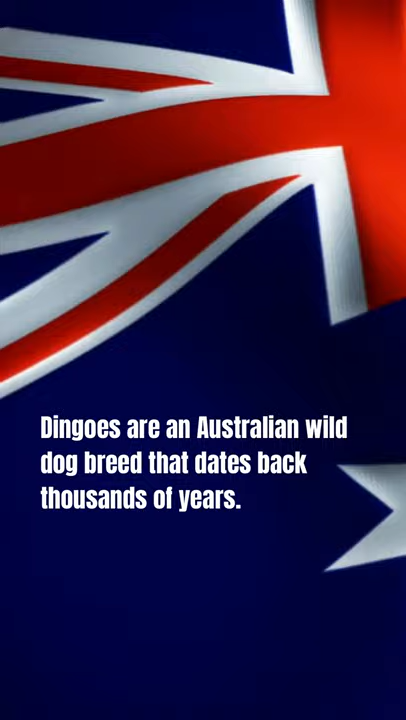 Dingoes are an Australian wild
dog breed that dates back
thousands of years.